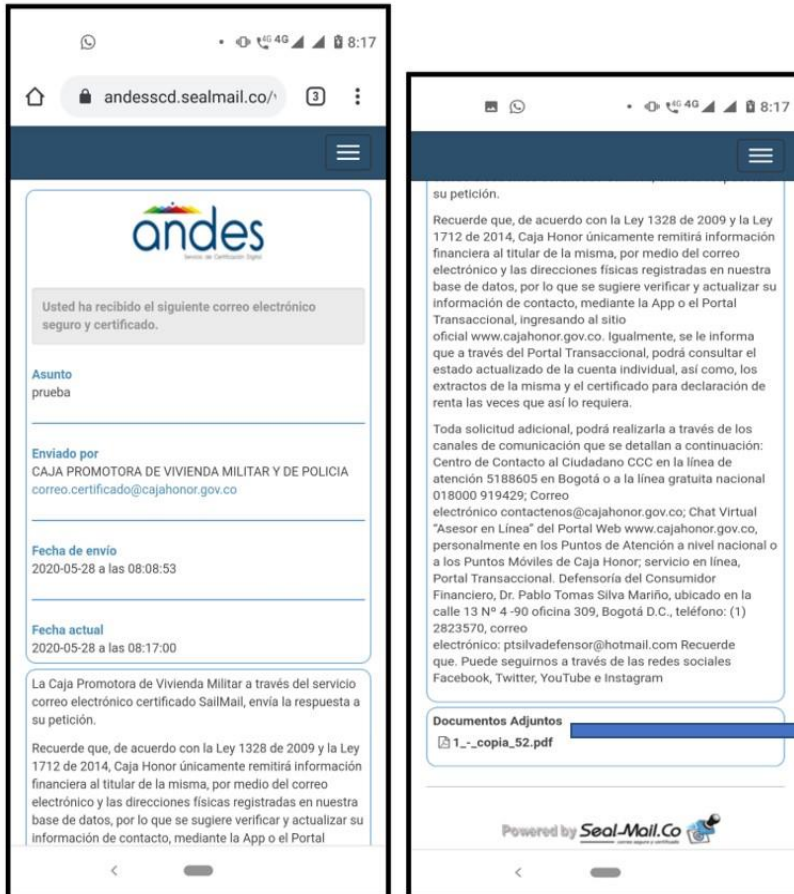 4G 4G 8:17
andesscd.sealmail.co/
3
andes
Servicio de Certificación Digital
Usted ha recibido el siguiente correo electrónico
seguro y certificado.
Asunto
prueba
Enviado por
CAJA PROMOTORA DE VIVIENDA MILITAR Y DE POLICIA
correo.certificado@cajahonor.gov.co
Fecha de envío
2020-05-28 a las 08:08:53
Fecha actual
2020-05-28 a las 08:17:00
La Caja Promotora de Vivienda Militar a través del servicio
correo electrónico certificado SailMail, envía la respuesta a
su petición.
Recuerde que, de acuerdo con la Ley 1328 de 2009 y la Ley
1712 de 2014, Caja Honor únicamente remitirá información
financiera al titular de la misma, por medio del correo
electrónico y las direcciones físicas registradas en nuestra
base de datos, por lo que se sugiere verificar y actualizar su
información de contacto, mediante la App o el Portal
4G 4G 8:17
su petición.
Recuerde que, de acuerdo con la Ley 1328 de 2009 y la Ley
1712 de 2014, Caja Honor únicamente remitirá información
financiera al titular de la misma, por medio del correo
electrónico y las direcciones físicas registradas en nuestra
base de datos, por lo que se sugiere verificar y actualizar su
información de contacto, mediante la App o el Portal
Transaccional, ingresando al sitio
oficial www.cajahonor.gov.co. Igualmente, se le informa
que a través del Portal Transaccional, podrá consultar el
estado actualizado de la cuenta individual, así como, los
extractos de la misma y el certificado para declaración de
renta las veces que así lo requiera.
Toda solicitud adicional, podrá realizarla a través de los
canales de comunicación que se detallan a continuación:
Centro de Contacto al Ciudadano CCC en la línea de
atención 5188605 en Bogotá o a la línea gratuita nacional
018000 919429; Correo
electrónico contactenos@cajahonor.gov.co; Chat Virtual
"Asesor en Línea" del Portal Web www.cajahonor.gov.co,
personalmente en los Puntos de Atención a nivel nacional o
a los Puntos Móviles de Caja Honor; servicio en línea,
Portal Transaccional. Defensoría del Consumidor
Financiero, Dr. Pablo Tomas Silva Mariño, ubicado en la
calle 13 Nº 4 -90 oficina 309, Bogotá D.C., teléfono: (1)
2823570, correo
electrónico: ptsilvadefensor@hotmail.com Recuerde
que. Puede seguirnos a través de las redes sociales
Facebook, Twitter, YouTube e Instagram
Documentos Adjuntos
1_-_copia_52.pdf
Powered by Seal-Mail.Co
correo seguro y certificado